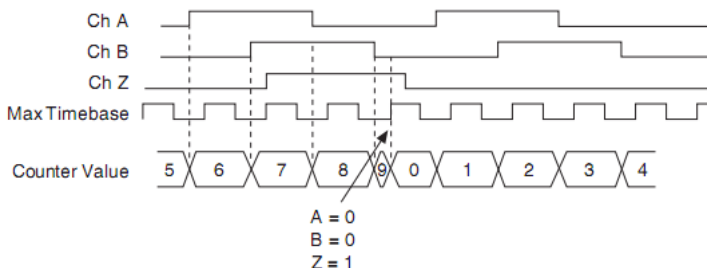 Ch A
Ch B
Ch Z
Max Timebase
Counter Value 5 6 7 8 9 0 1 2 3 4
A = 0
B = 0
Z = 1